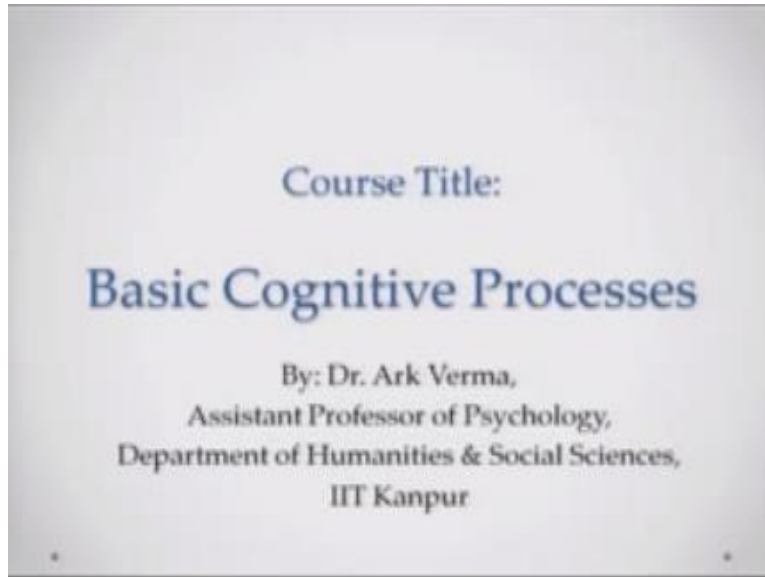 Course Title:
Basic Cognitive Processes
By: Dr. Ark Verma,
Assistant Professor of Psychology,
Department of Humanities & Social Sciences,
IIT Kanpur